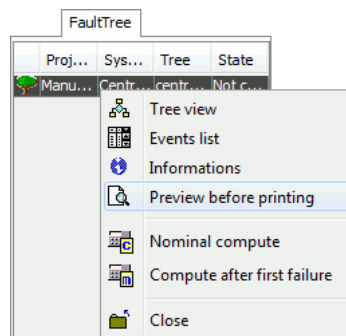 FaultTree
Proj... Sys... Tree State
Manu... Centr... centr... Not c...
Tree view
Events list
Informations
Preview before printing
Nominal compute
Compute after first failure
Close